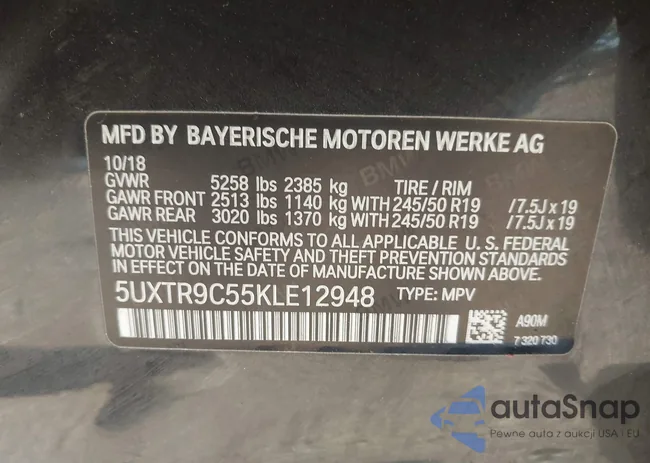 MFD BY BAYERISCHE MOTOREN WERKE AG
10/18
GVWR 5258 lbs 2385 kg TIRE / RIM
GAWR FRONT 2513 lbs 1140 kg WITH 245/50 R19 /7.5J x 19
GAWR REAR 3020 lbs 1370 kg WITH 245/50 R19 /7.5J x 19
THIS VEHICLE CONFORMS TO ALL APPLICABLE U.S. FEDERAL
MOTOR VEHICLE SAFETY AND THEFT PREVENTION STANDARDS
IN EFFECT ON THE DATE OF MANUFACTURE SHOWN ABOVE.
5UXTR9C55KLE12948 TYPE: MPV
A90M
7 320 730
autaSnap
Pewne auta z aukcji USA i EU